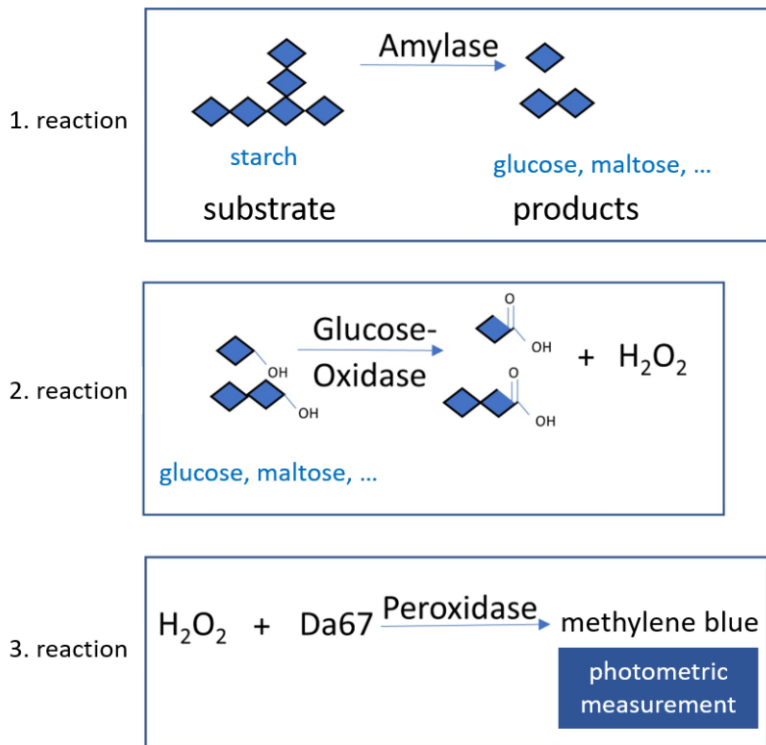 1. reaction
Amylase
starch
glucose, maltose, ...
substrate
products
2. reaction
Glucose-
Oxidase
OH
OH
O
OH
O
OH
+ H₂O₂
glucose, maltose, ...
3. reaction
H₂O₂ + Da67
Peroxidase
methylene blue
photometric
measurement